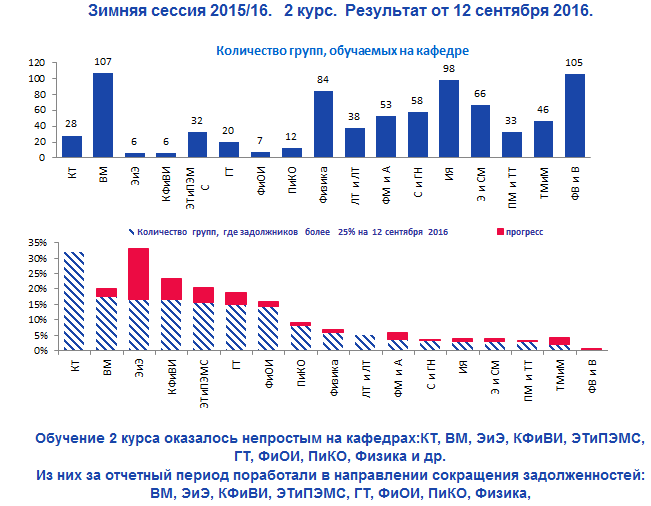 Зимняя сессия 2015/16. 2 курс. Результат от 12 сентября 2016.
Количество групп, обучаемых на кафедре
120
100
80
60
40
20
0
28
107
6
6
32
20
7
12
84
38
53
58
98
66
33
46
105
КТ
ВМ
ЭиЭ
КФиВИ
ЭТиПЭМ
С
ГТ
ФиОИ
ПиКО
Физика
ЛТ и ЛТ
ФМ и А
С и ГН
ИЯ
Э и СМ
ПМ и ТТ
ТМиМ
ФВ и В
Количество групп, где задолжников более 25% на 12 сентября 2016
прогресс
35%
30%
25%
20%
15%
10%
5%
0%
КТ
ВМ
ЭиЭ
КФиВИ
ЭТиПЭМС
ГТ
ФиОИ
ПиКО
Физика
ЛТ и ЛТ
ФМ и А
С и ГН
ИЯ
Э и СМ
ПМ и ТТ
ТМиМ
ФВ и В
Обучение 2 курса оказалось непростым на кафедрах:КТ, ВМ, ЭиЭ, КФиВИ, ЭТиПЭМС,
ГТ, ФиОИ, ПиКО, Физика и др.
Из них за отчетный период поработали в направлении сокращения задолженностей:
ВМ, ЭиЭ, КФиВИ, ЭТиПЭМС, ГТ, ФиОИ, ПиКО, Физика,